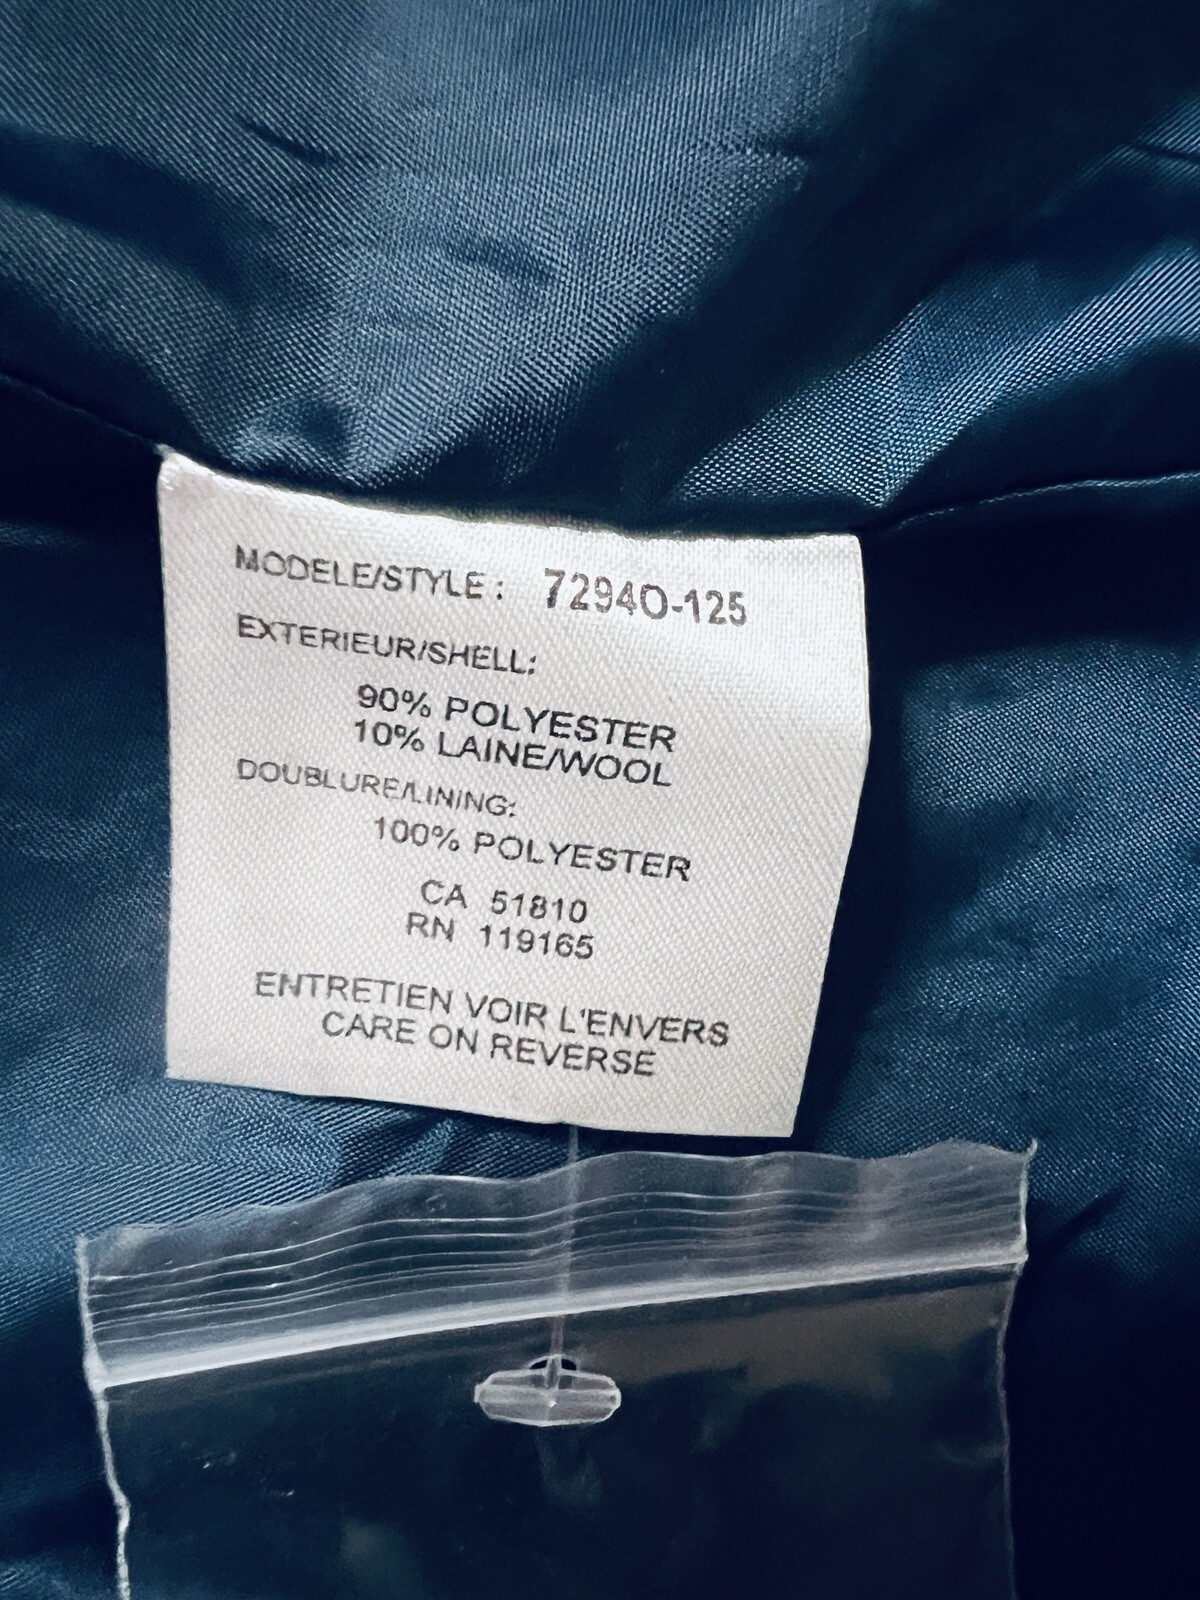 MODELE/STYLE : 7294O-125
EXTERIEUR/SHELL:
90% POLYESTER
10% LAINE/WOOL
DOUBLURE/LINING:
100% POLYESTER
CA 51810
RN 119165
ENTRETIEN VOIR L'ENVERS
CARE ON REVERSE